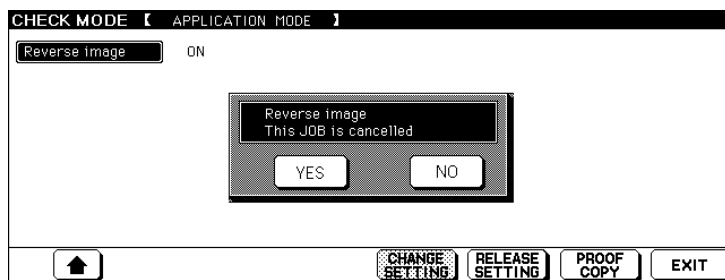 CHECK MODE 【 APPLICATION MODE 】
Reverse image ON
Reverse image
This JOB is cancelled
YES NO
CHANGE SETTING RELEASE SETTING PROOF COPY EXIT